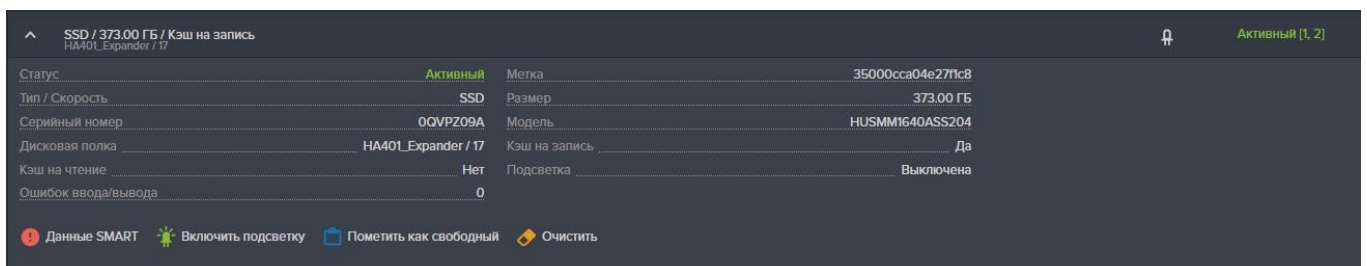 SSD / 373.00 ГБ / Кэш на запись
HA401_Expander / 17
Активный [1, 2]
Статус Активный Метка 35000cca04e27f1c8
Тип / Скорость SSD Размер 373.00 ГБ
Серийный номер 0QVPZ09A Модель HUSMM1640ASS204
Дисковая полка HA401_Expander / 17 Кэш на запись Да
Кэш на чтение Нет Подсветка Выключена
Ошибок ввода/вывода 0
Данные SMART Включить подсветку Пометить как свободный Очистить